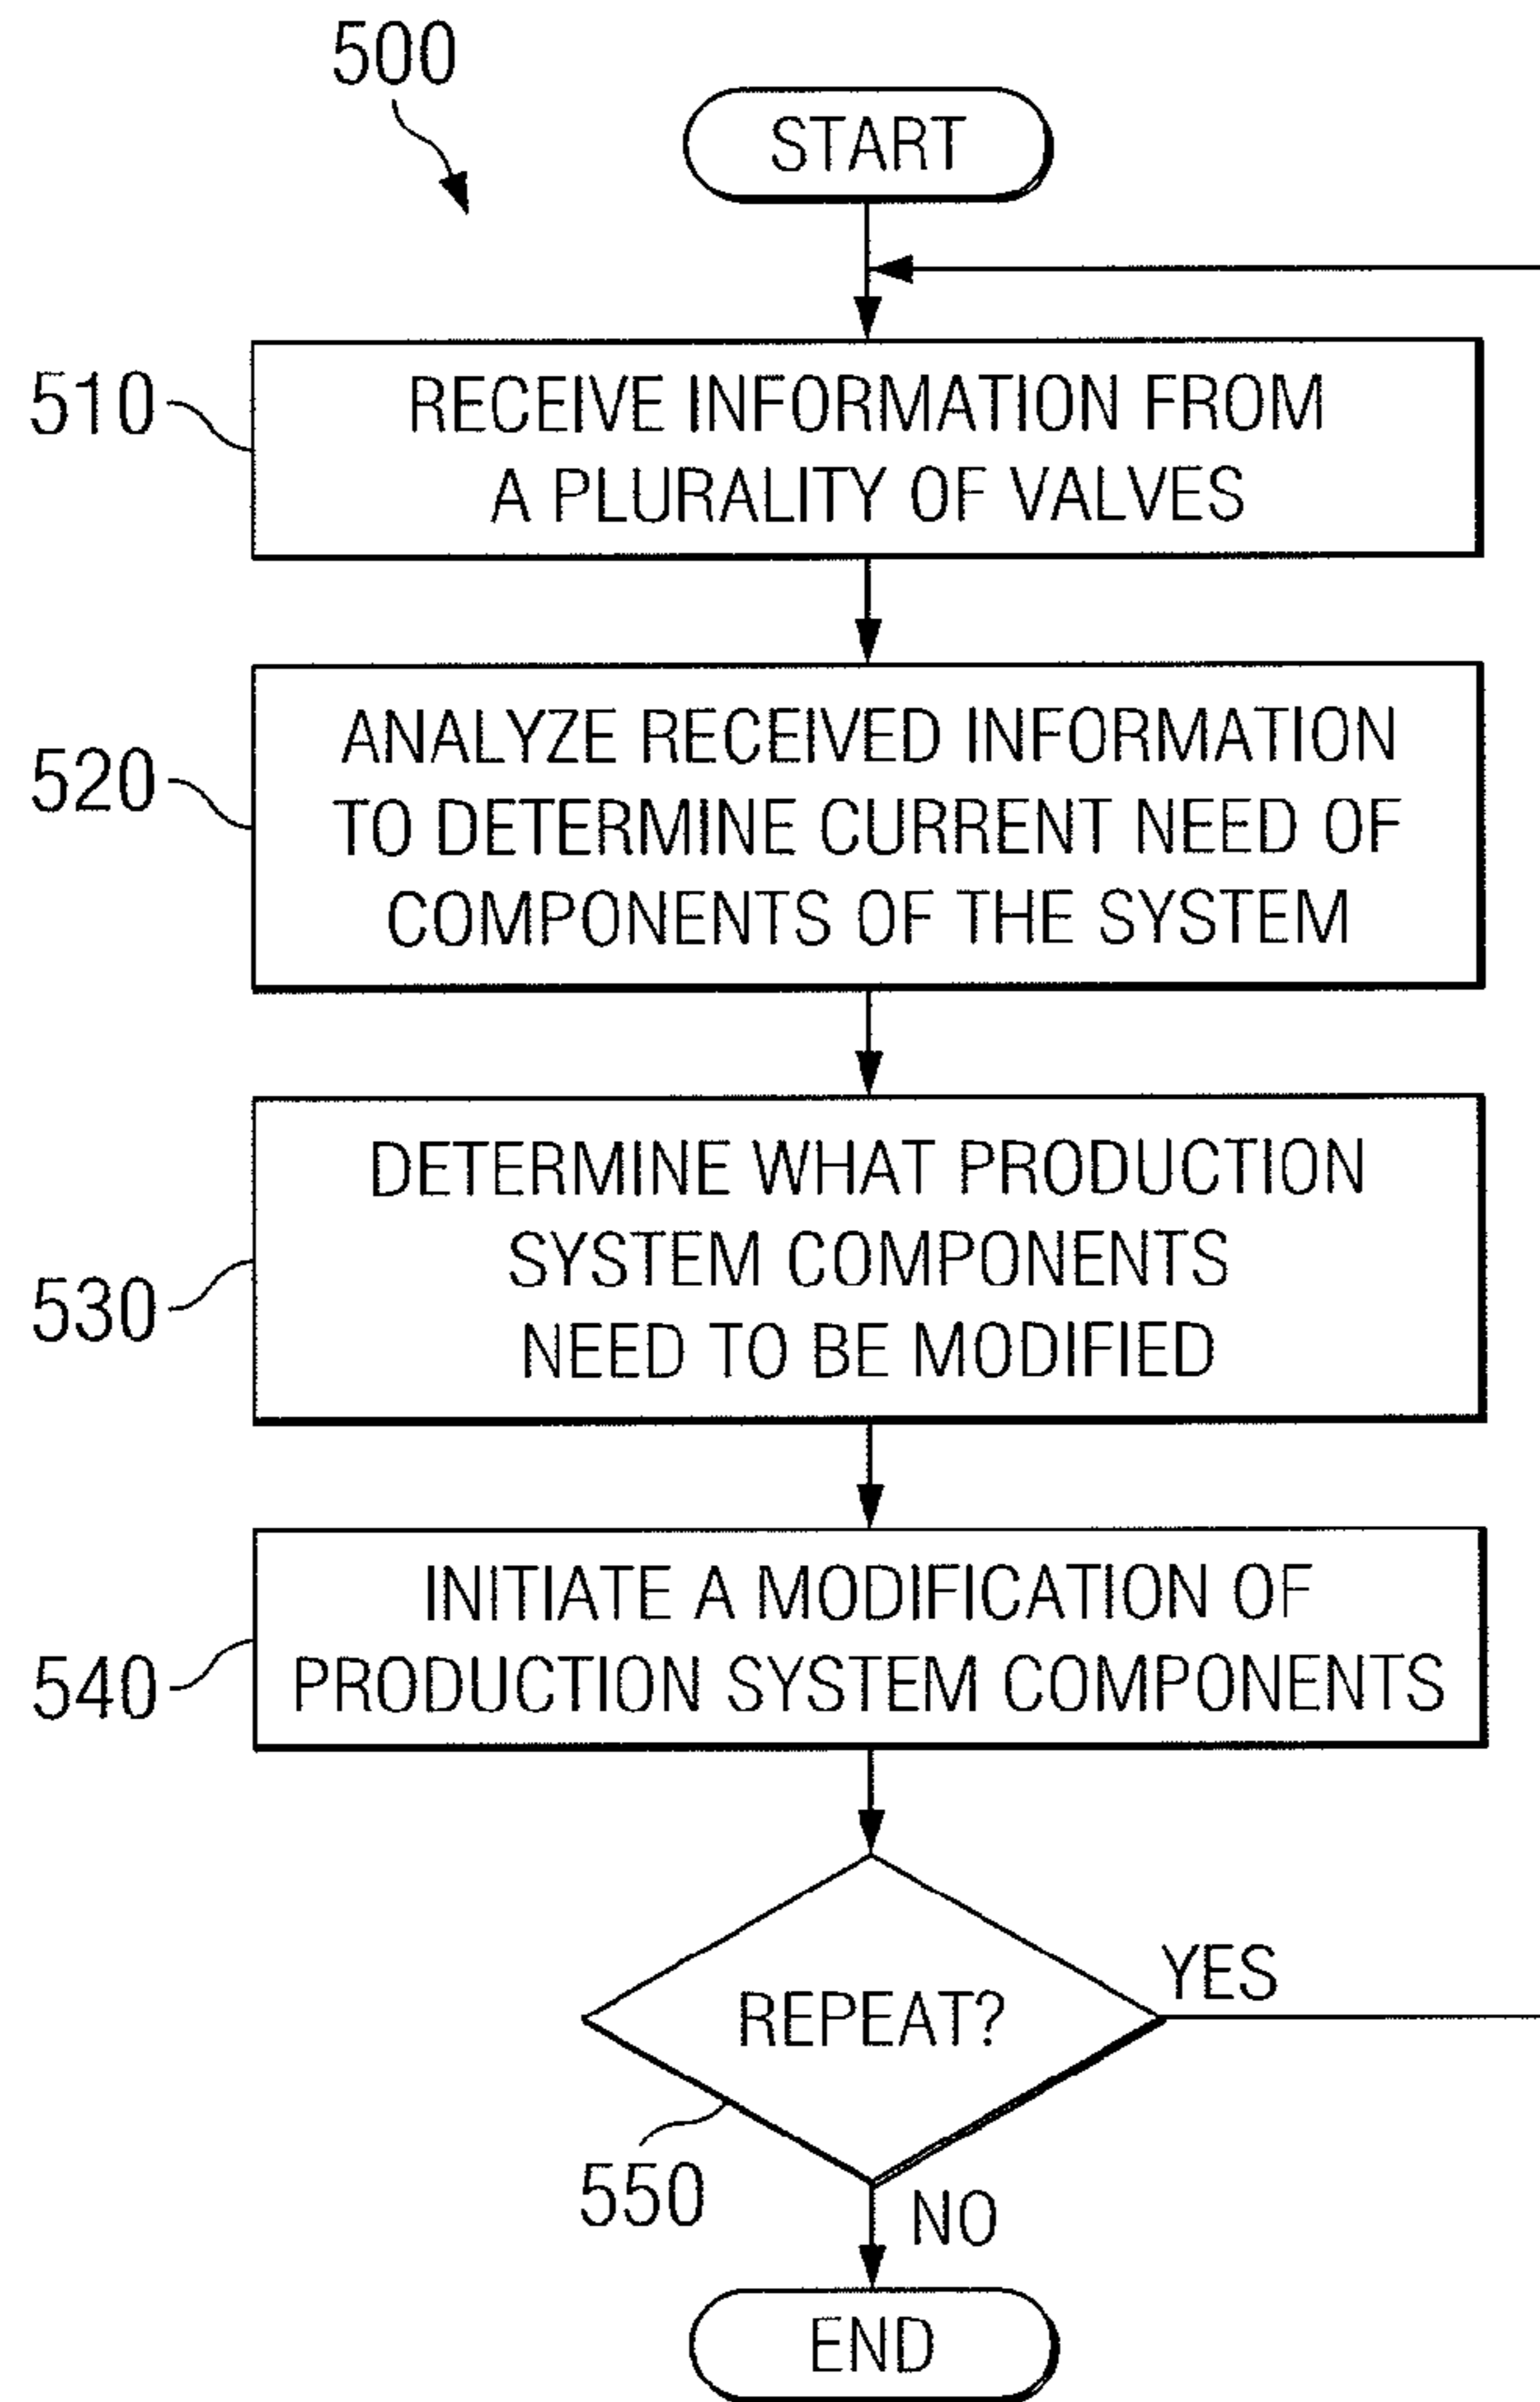 500
START
510
RECEIVE INFORMATION FROM
A PLURALITY OF VALVES
520
ANALYZE RECEIVED INFORMATION
TO DETERMINE CURRENT NEED OF
COMPONENTS OF THE SYSTEM
530
DETERMINE WHAT PRODUCTION
SYSTEM COMPONENTS
NEED TO BE MODIFIED
540
INITIATE A MODIFICATION OF
PRODUCTION SYSTEM COMPONENTS
REPEAT?
YES
550
NO
END